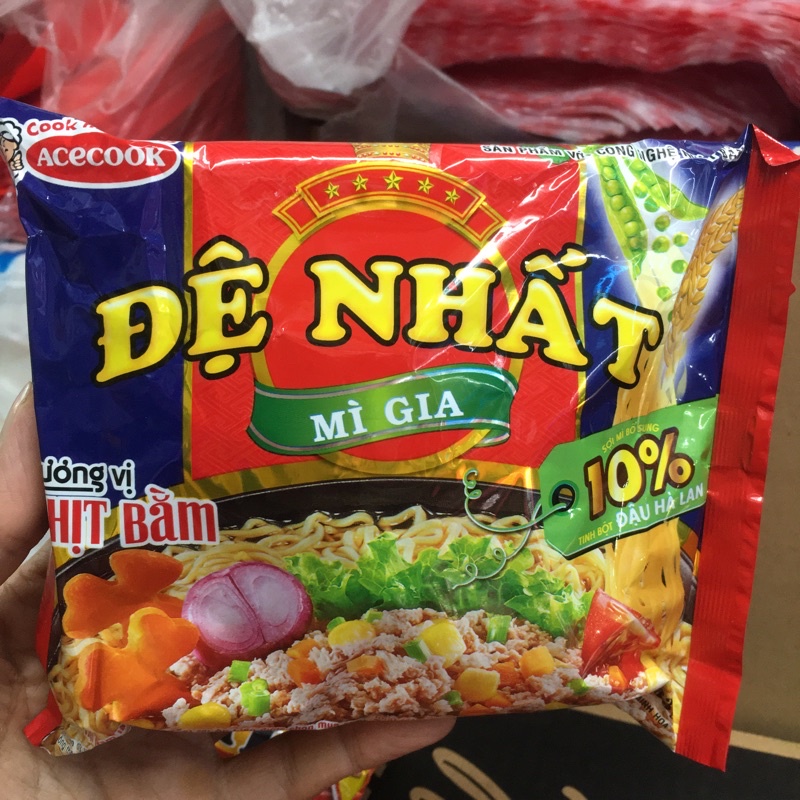 Cook
ACECOOK
SẢN PHẨM VỚI CÔNG NGHỆ
ĐỆ NHẤT
MÌ GIA
ƯỞNG VỊ
HỊT BẰM
SỢI MÌ BỔ SUNG
10%
TINH BỘT ĐẬU HÀ LAN